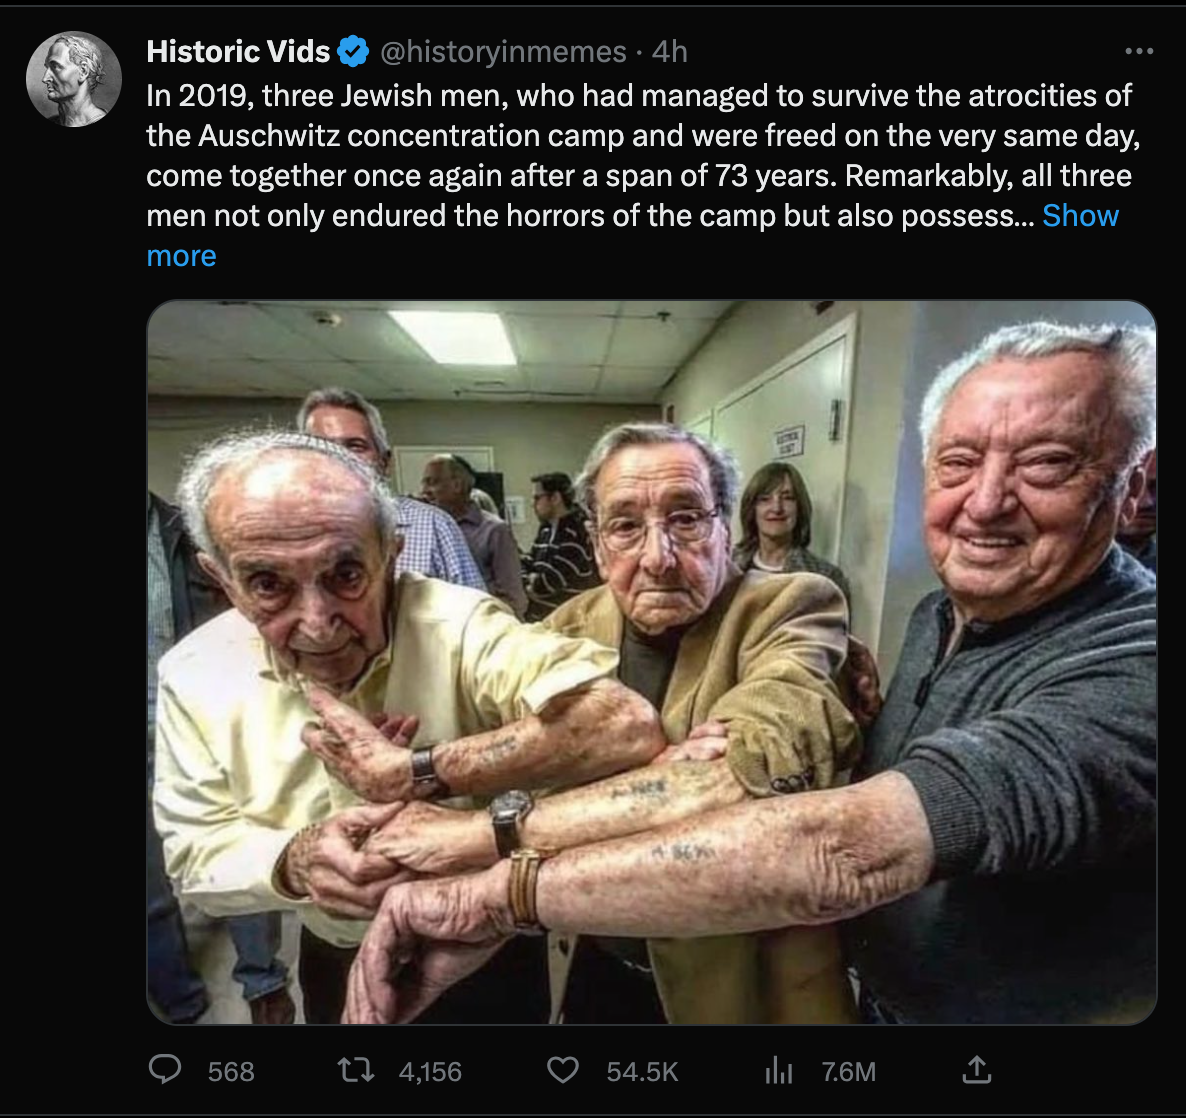 Historic Vids @historyinmemes · 4h
In 2019, three Jewish men, who had managed to survive the atrocities of
the Auschwitz concentration camp and were freed on the very same day,
come together once again after a span of 73 years. Remarkably, all three
men not only endured the horrors of the camp but also possess... Show
more
568 4,156 54.5K 7.6M